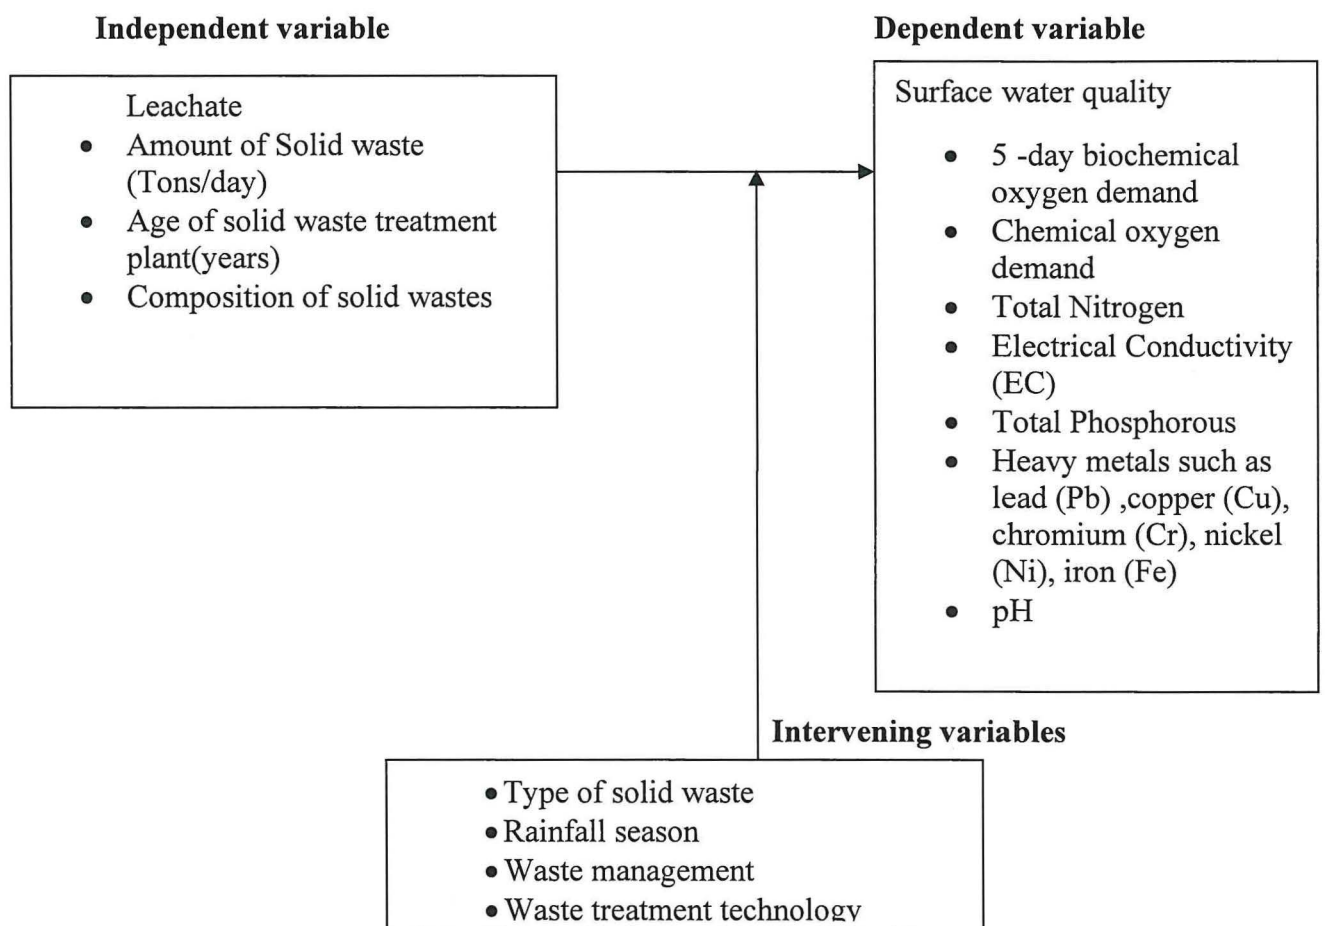 Independent variable
Leachate
• Amount of Solid waste
(Tons/day)
• Age of solid waste treatment
plant(years)
• Composition of solid wastes
Dependent variable
Surface water quality
• 5 -day biochemical
oxygen demand
• Chemical oxygen
demand
• Total Nitrogen
• Electrical Conductivity
(EC)
• Total Phosphorous
• Heavy metals such as
lead (Pb) ,copper (Cu),
chromium (Cr), nickel
(Ni), iron (Fe)
• pH
Intervening variables
• Type of solid waste
• Rainfall season
• Waste management
• Waste treatment technology